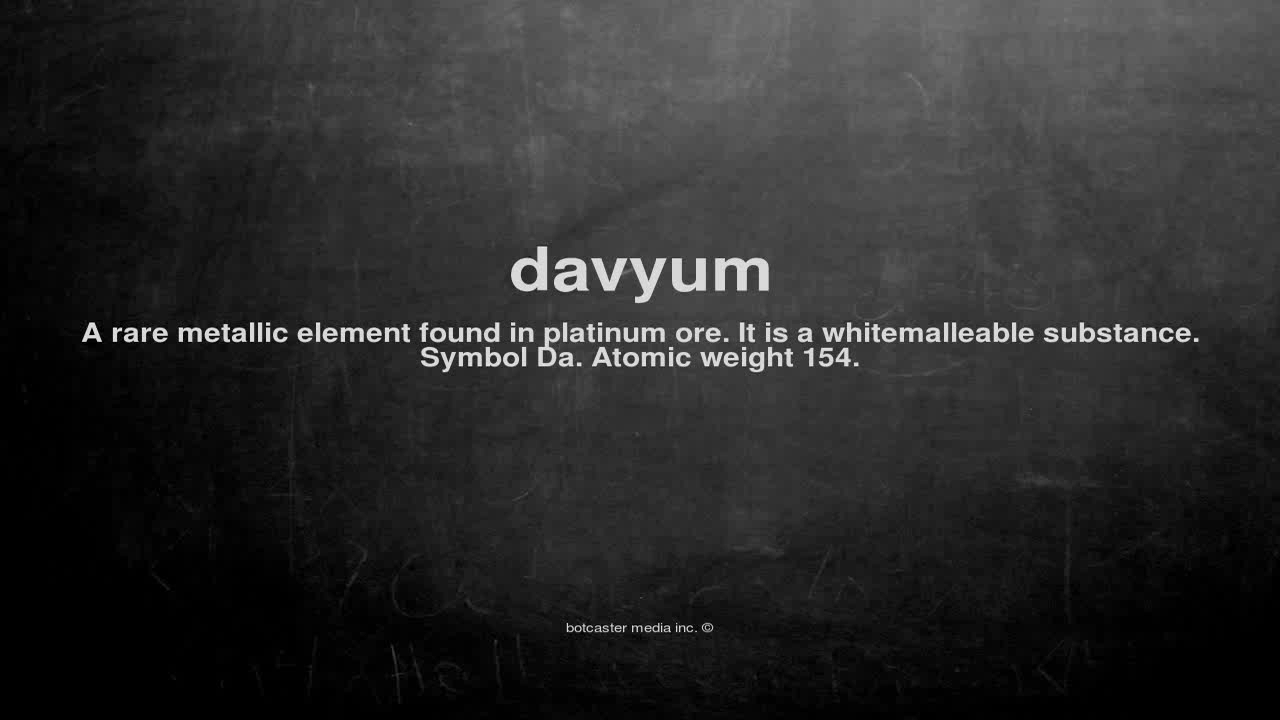 davyum
A rare metallic element found in platinum ore. It is a whitemalleable substance.
Symbol Da. Atomic weight 154.
botcaster media inc. ©